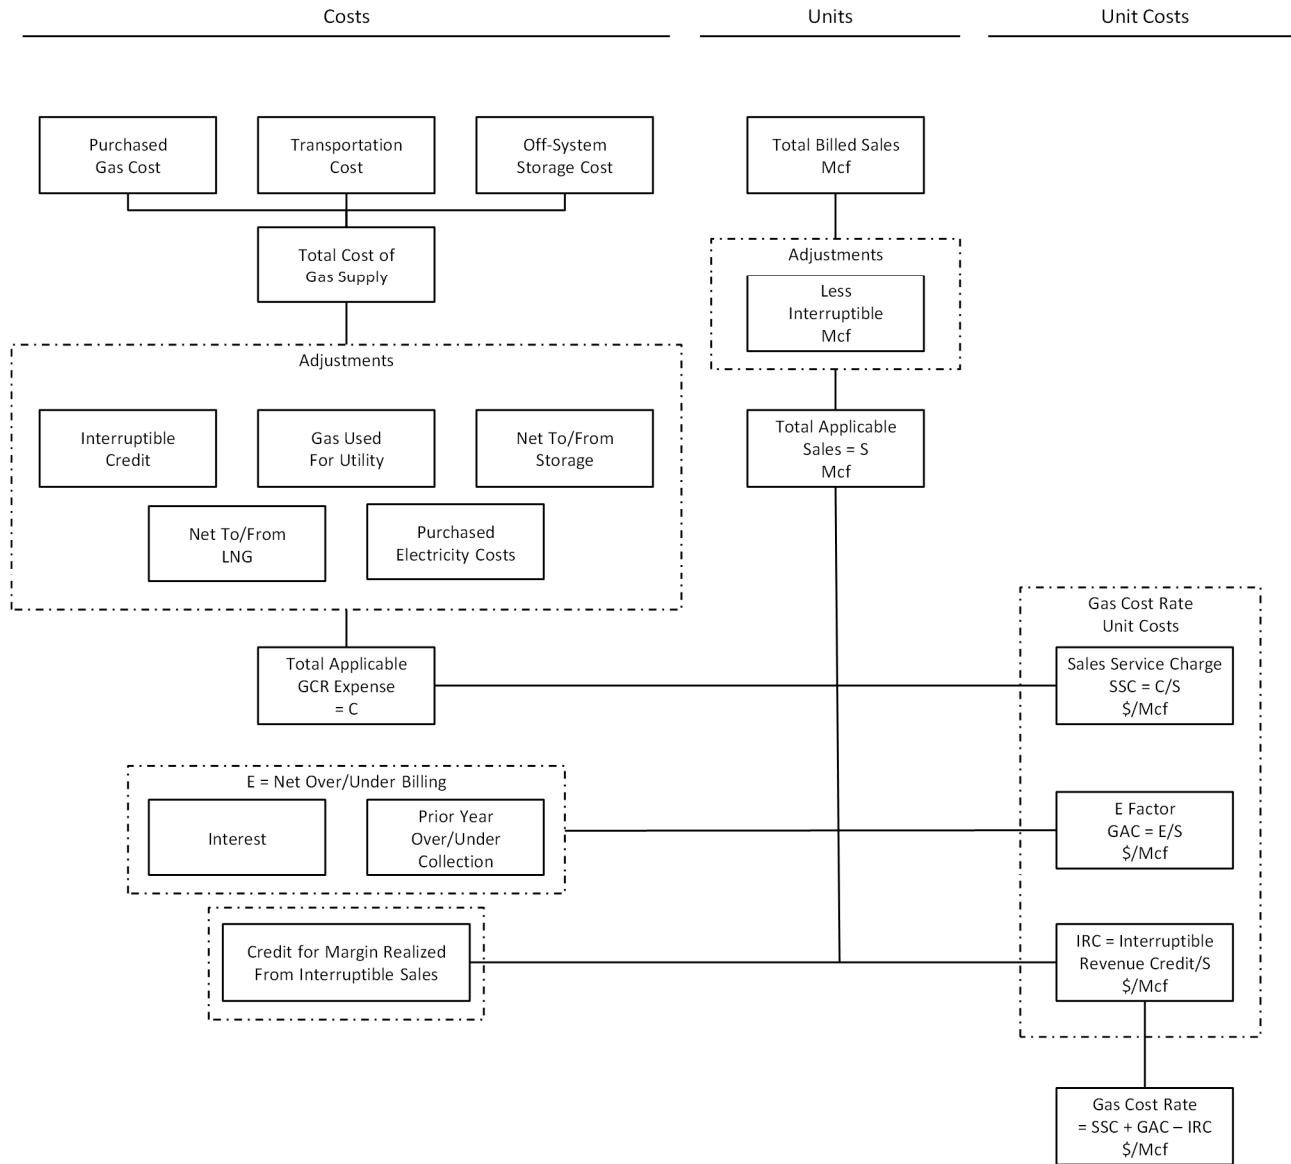 Costs
Units
Unit Costs
Purchased
Gas Cost
Transportation
Cost
Off-System
Storage Cost
Total Billed Sales
Mcf
Total Cost of
Gas Supply
Adjustments
Less
Interruptible
Mcf
Adjustments
Interruptible
Credit
Gas Used
For Utility
Net To/From
Storage
Net To/From
LNG
Purchased
Electricity Costs
Total Applicable
Sales = S
Mcf
Gas Cost Rate
Unit Costs
Total Applicable
GCR Expense
= C
Sales Service Charge
SSC = C/S
$/Mcf
E = Net Over/Under Billing
Interest
Prior Year
Over/Under
Collection
E Factor
GAC = E/S
$/Mcf
Credit for Margin Realized
From Interruptible Sales
IRC = Interruptible
Revenue Credit/S
$/Mcf
Gas Cost Rate
= SSC + GAC – IRC
$/Mcf